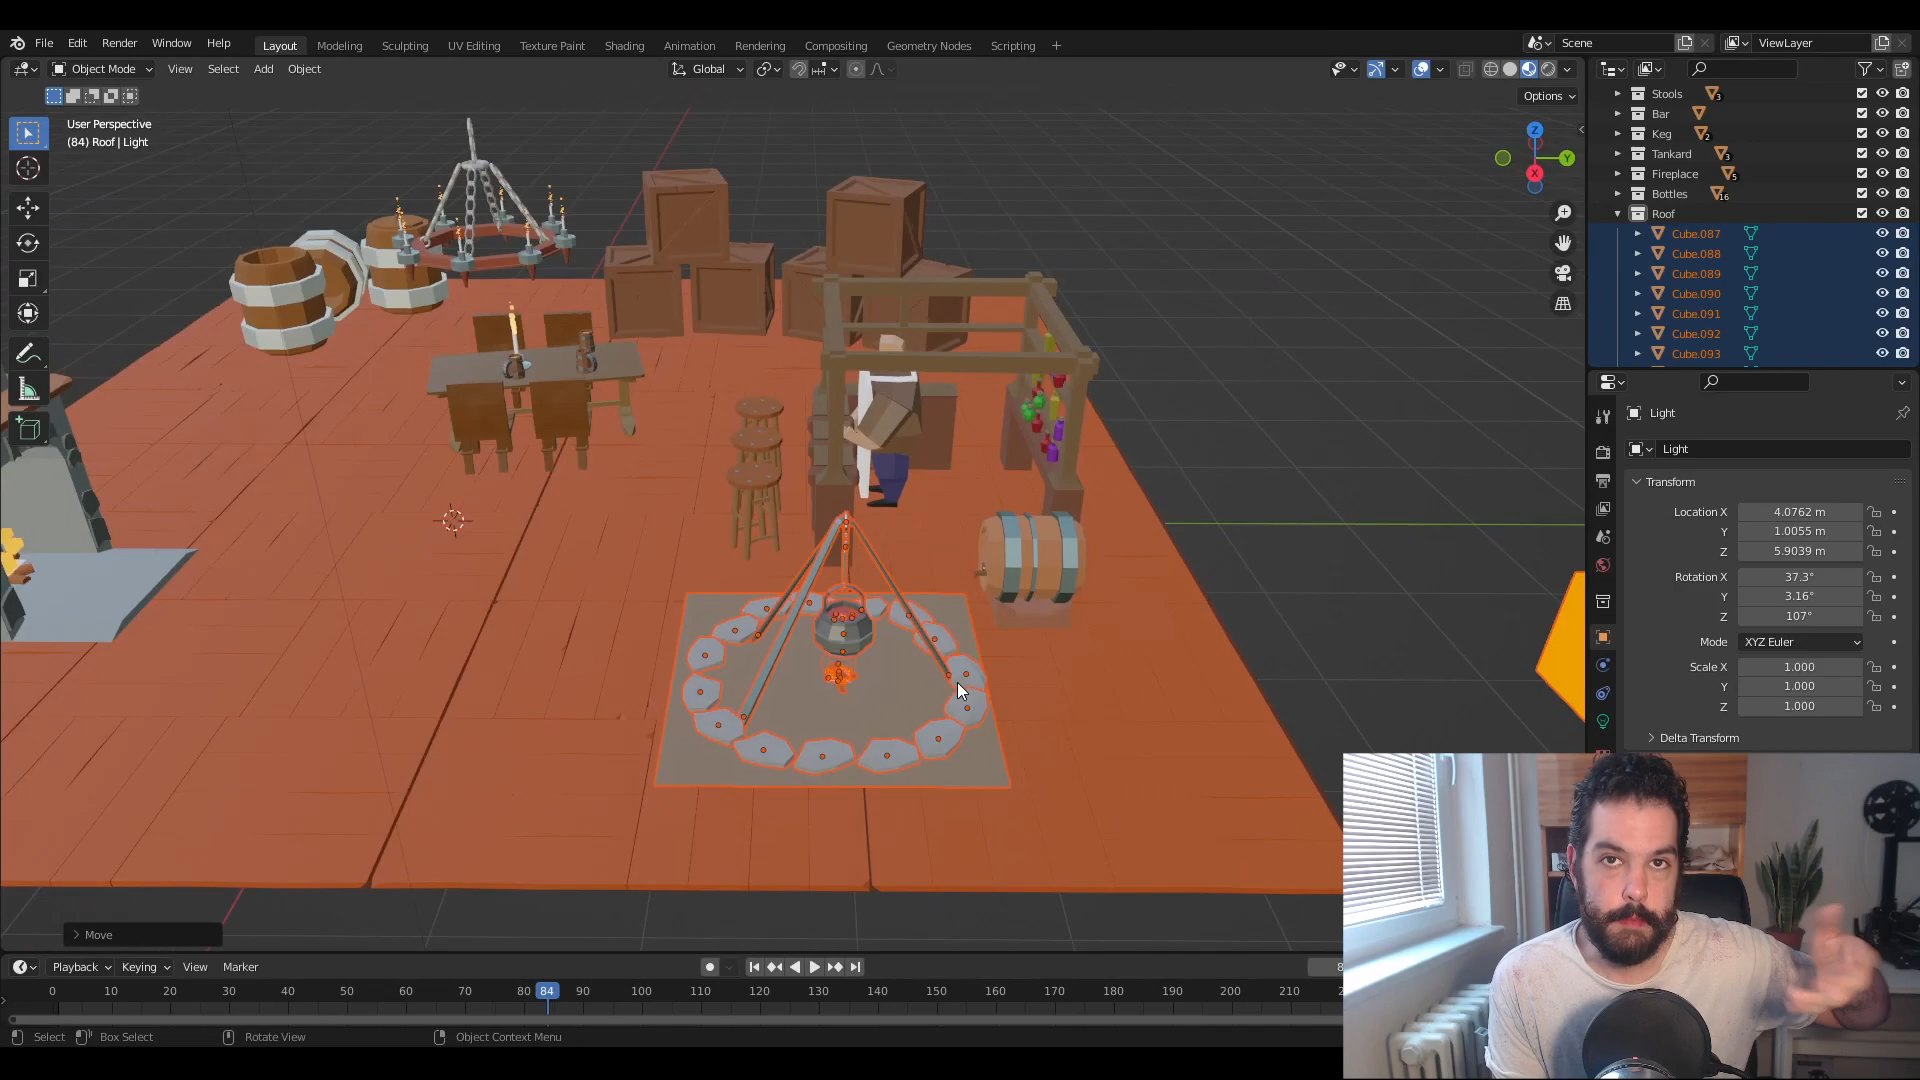 File Edit Render Window Help Layout Modeling Sculpting UV Editing Texture Paint Shading Animation Rendering Compositing Geometry Nodes Scripting + Scene ViewLayer
Object Mode View Select Add Object Global
Options
User Perspective
(84) Roof | Light
Z
Y
X
Stools 3
Bar
Keg 2
Tankard 3
Fireplace 5
Bottles 16
Roof
Cube.087
Cube.088
Cube.089
Cube.090
Cube.091
Cube.092
Cube.093
Light
Light
Transform
Location X 4.0762 m
Y 1.0055 m
Z 5.9039 m
Rotation X 37.3°
Y 3.16°
Z 107°
Mode XYZ Euler
Scale X 1.000
Y 1.000
Z 1.000
Delta Transform
Move
Playback Keying View Marker
0 10 20 30 40 50 60 70 80 84 90 100 110 120 130 140 150 160 170 180 190 200 210
Select Box Select Rotate View Object Context Menu